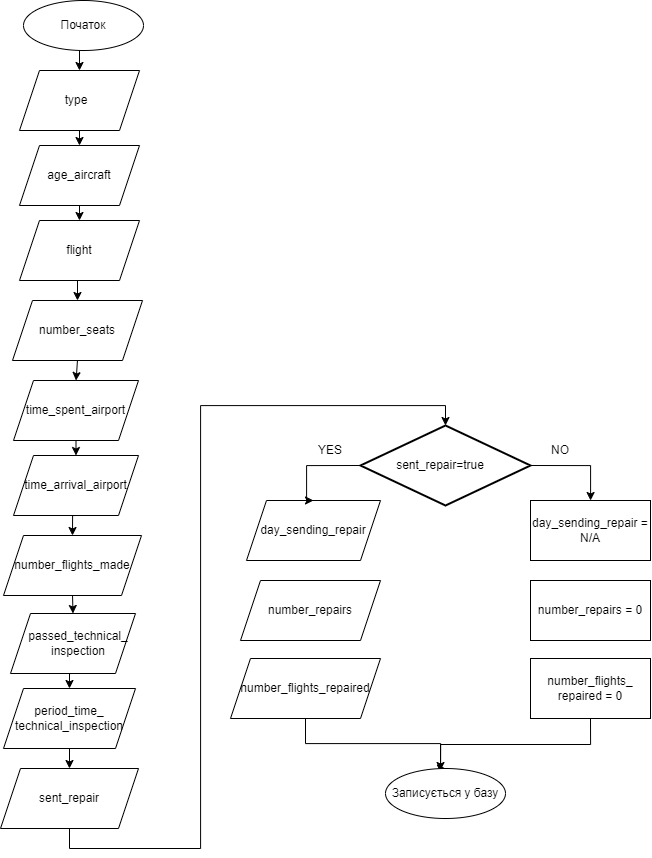 Початок
type
age_aircraft
flight
number_seats
time_spent_airport
time_arrival_airport
number_flights_made
passed_technical_
inspection
period_time_
technical_inspection
sent_repair
sent_repair=true
YES
NO
day_sending_repair
number_repairs
number_flights_repaired
day_sending_repair =
N/A
number_repairs = 0
number_flights_
repaired = 0
Записується у базу